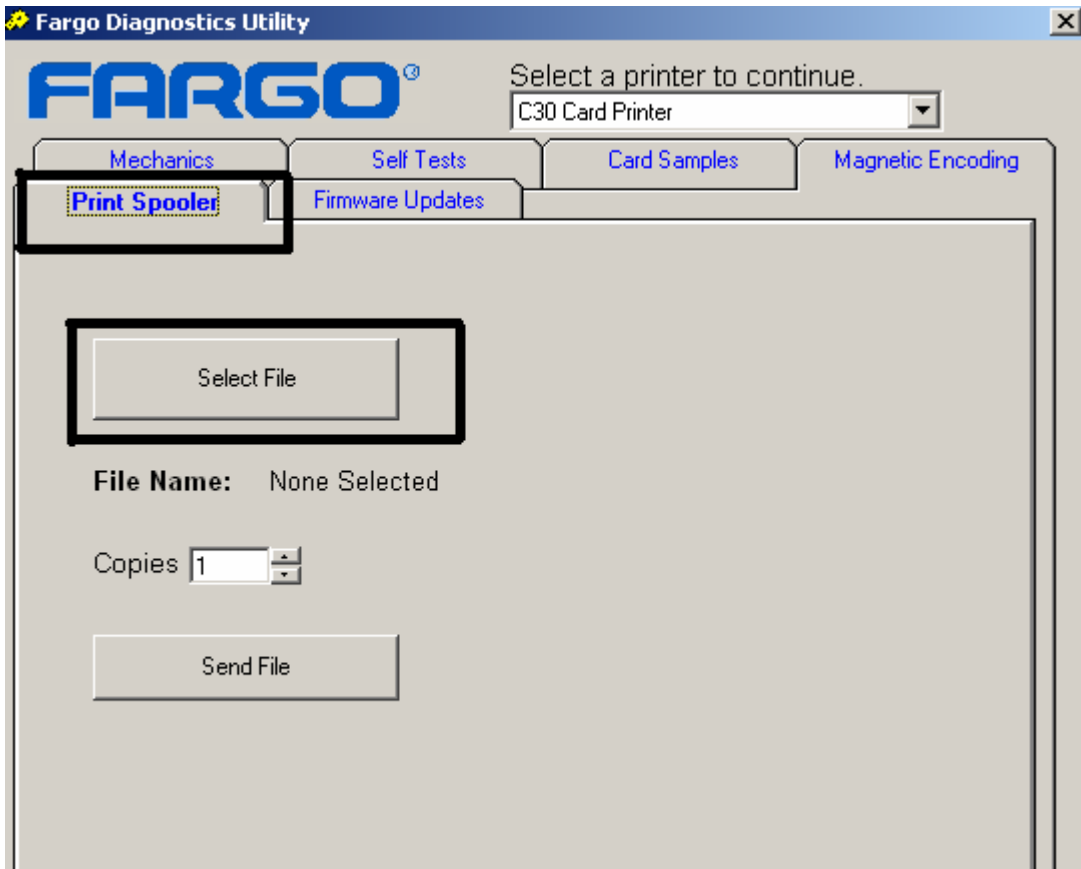 Fargo Diagnostics Utility
FARGO®
Select a printer to continue.
C30 Card Printer
Mechanics Self Tests Card Samples Magnetic Encoding
Print Spooler Firmware Updates
Select File
File Name: None Selected
Copies 1
Send File